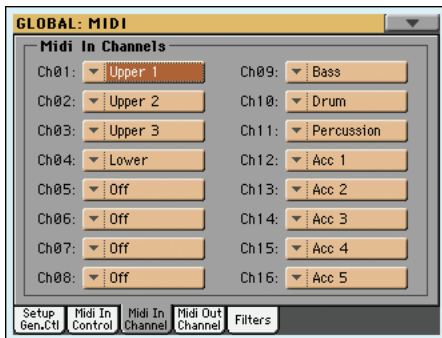 GLOBAL: MIDI
Midi In Channels
Ch01: Upper 1
Ch02: Upper 2
Ch03: Upper 3
Ch04: Lower
Ch05: Off
Ch06: Off
Ch07: Off
Ch08: Off
Ch09: Bass
Ch10: Drum
Ch11: Percussion
Ch12: Acc 1
Ch13: Acc 2
Ch14: Acc 3
Ch15: Acc 4
Ch16: Acc 5
Setup Gen.Ctl
Midi In Control
Midi In Channel
Midi Out Channel
Filters